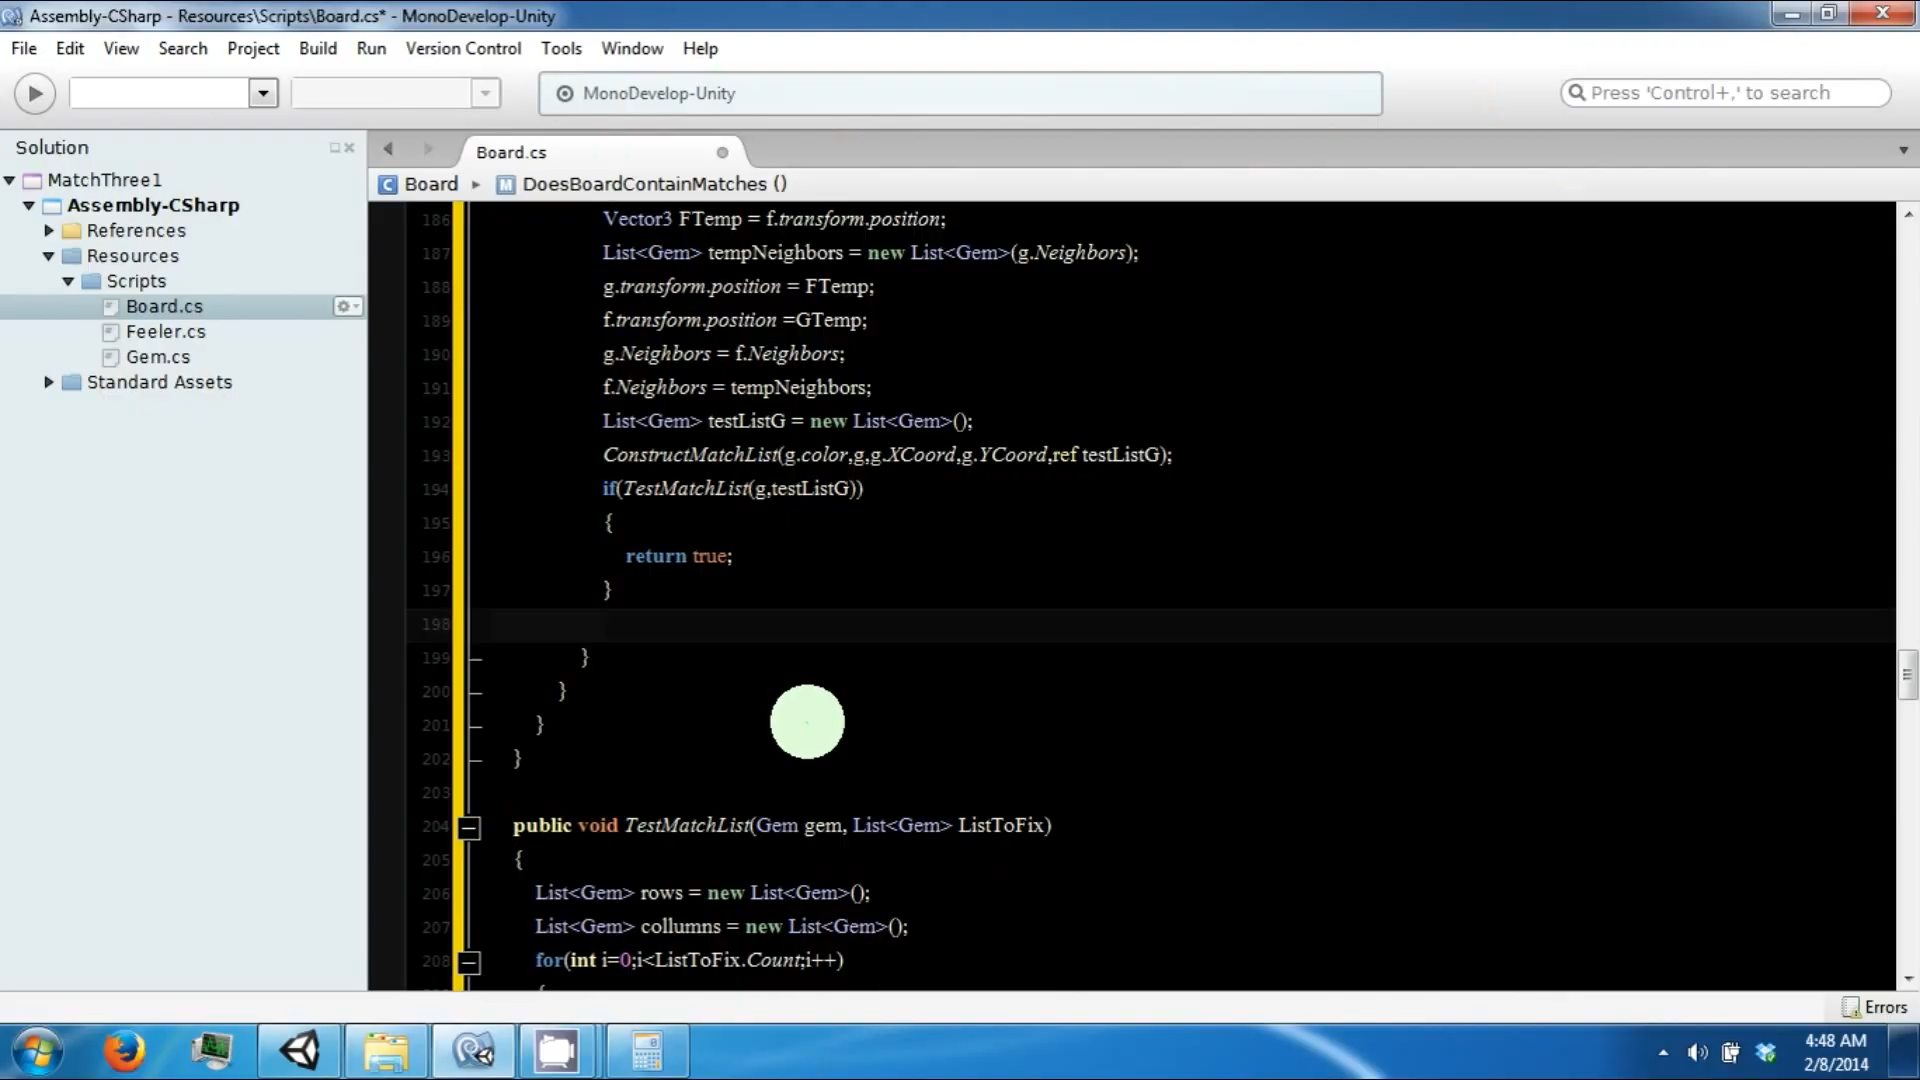 Assembly-CSharp - Resources\Scripts\Board.cs* - MonoDevelop-Unity
File Edit View Search Project Build Run Version Control Tools Window Help
MonoDevelop-Unity
Press 'Control+,' to search
Solution
MatchThree1
Assembly-CSharp
References
Resources
Scripts
Board.cs
Feeler.cs
Gem.cs
Standard Assets
Board.cs
Board DoesBoardContainMatches ()
186 Vector3 FTemp = f.transform.position;
187 List<Gem> tempNeighbors = new List<Gem>(g.Neighbors);
188 g.transform.position = FTemp;
189 f.transform.position =GTemp;
190 g.Neighbors = f.Neighbors;
191 f.Neighbors = tempNeighbors;
192 List<Gem> testListG = new List<Gem>();
193 ConstructMatchList(g.color,g,g.XCoord,g.YCoord,ref testListG);
194 if(TestMatchList(g,testListG))
195 {
196 return true;
197 }
198
199 }
200 }
201 }
202 }
203
204 public void TestMatchList(Gem gem, List<Gem> ListToFix)
205 {
206 List<Gem> rows = new List<Gem>();
207 List<Gem> collumns = new List<Gem>();
208 for(int i=0;i<ListToFix.Count;i++)
Errors
4:48 AM
2/8/2014